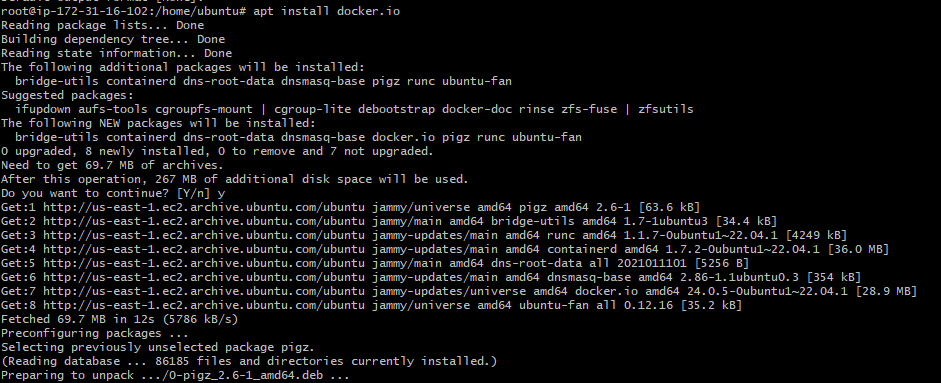 root@ip-172-31-16-102:/home/ubuntu# apt install docker.io
Reading package lists... Done
Building dependency tree... Done
Reading state information... Done
The following additional packages will be installed:
  bridge-utils containerd dns-root-data dnsmasq-base pigz runc ubuntu-fan
Suggested packages:
  ifupdown aufs-tools cgroupfs-mount | cgroup-lite debootstrap docker-doc rinse zfs-fuse | zfsutils
The following NEW packages will be installed:
  bridge-utils containerd dns-root-data dnsmasq-base docker.io pigz runc ubuntu-fan
0 upgraded, 8 newly installed, 0 to remove and 7 not upgraded.
Need to get 69.7 MB of archives.
After this operation, 267 MB of additional disk space will be used.
Do you want to continue? [Y/n] y
Get:1 http://us-east-1.ec2.archive.ubuntu.com/ubuntu jammy/universe amd64 pigz amd64 2.6-1 [63.6 kB]
Get:2 http://us-east-1.ec2.archive.ubuntu.com/ubuntu jammy/main amd64 bridge-utils amd64 1.7-1ubuntu3 [34.4 kB]
Get:3 http://us-east-1.ec2.archive.ubuntu.com/ubuntu jammy-updates/main amd64 runc amd64 1.1.7-0ubuntu1~22.04.1 [4249 kB]
Get:4 http://us-east-1.ec2.archive.ubuntu.com/ubuntu jammy-updates/main amd64 containerd amd64 1.7.2-0ubuntu1~22.04.1 [36.0 MB]
Get:5 http://us-east-1.ec2.archive.ubuntu.com/ubuntu jammy/main amd64 dns-root-data all 2021011101 [5256 B]
Get:6 http://us-east-1.ec2.archive.ubuntu.com/ubuntu jammy-updates/main amd64 dnsmasq-base amd64 2.86-1.1ubuntu0.3 [354 kB]
Get:7 http://us-east-1.ec2.archive.ubuntu.com/ubuntu jammy-updates/universe amd64 docker.io amd64 24.0.5-0ubuntu1~22.04.1 [28.9 MB]
Get:8 http://us-east-1.ec2.archive.ubuntu.com/ubuntu jammy/universe amd64 ubuntu-fan all 0.12.16 [35.2 kB]
Fetched 69.7 MB in 12s (5786 kB/s)
Preconfiguring packages ...
Selecting previously unselected package pigz.
(Reading database ... 86185 files and directories currently installed.)
Preparing to unpack .../0-pigz_2.6-1_amd64.deb ...